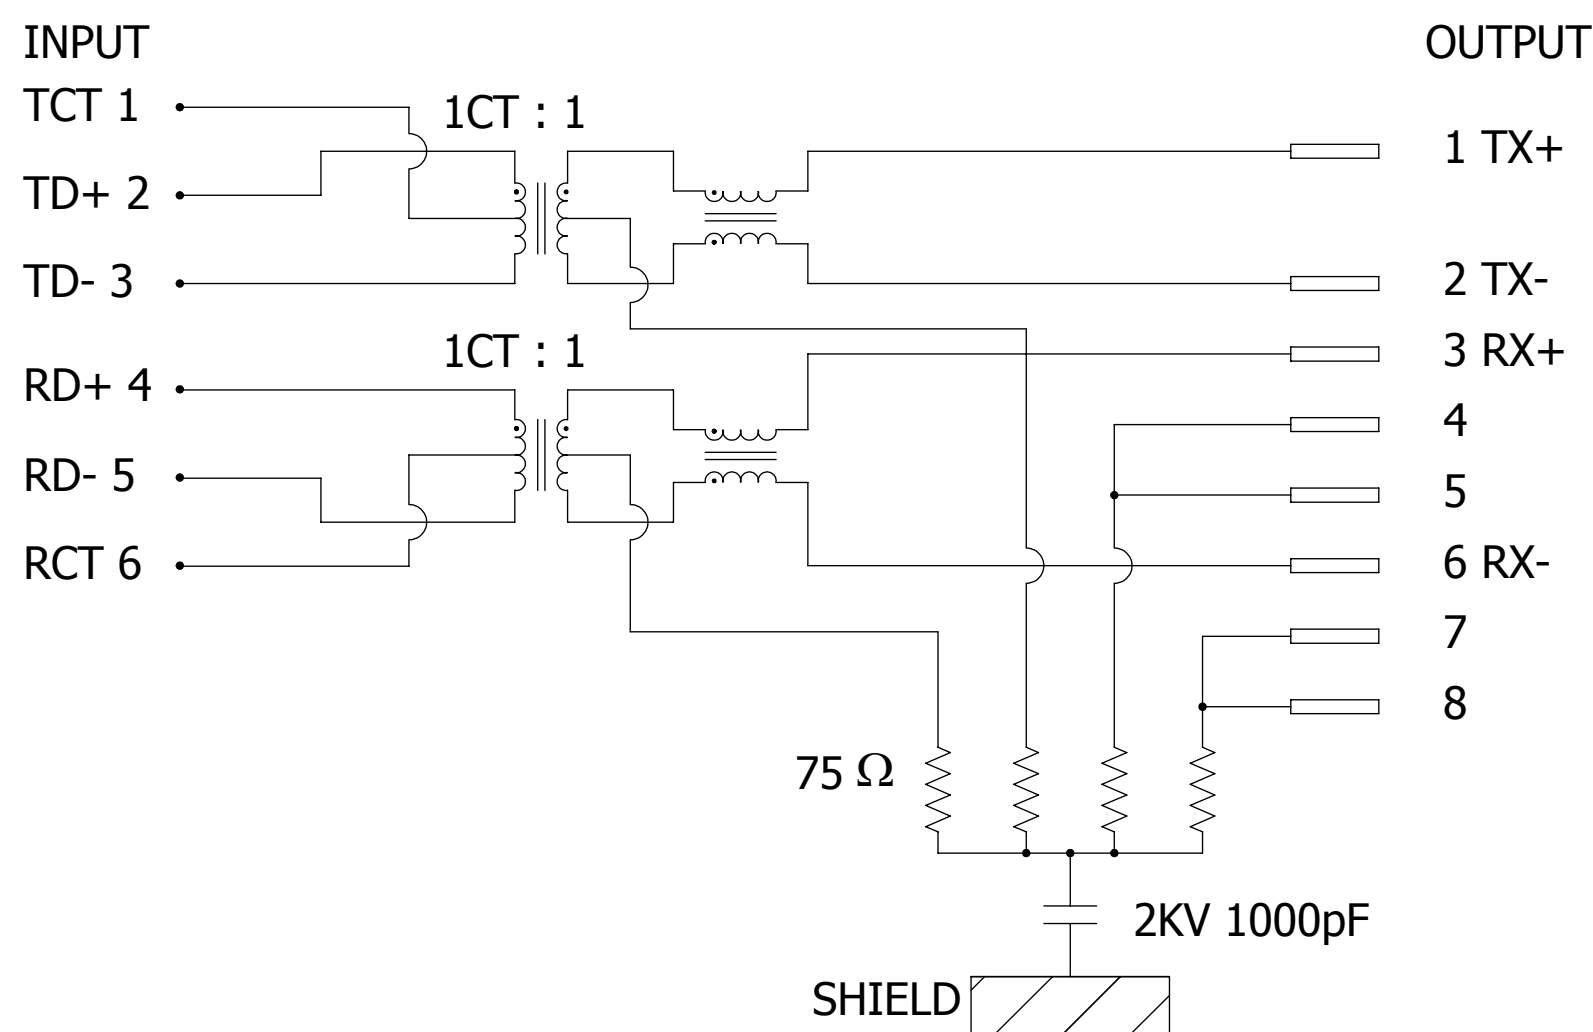 INPUT
OUTPUT
TCT 1
1CT : 1
1 TX+
TD+ 2
TD- 3
2 TX-
1CT : 1
3 RX+
RD+ 4
4
RD- 5
5
RCT 6
6 RX-
7
8
75 Ω
2KV 1000pF
SHIELD